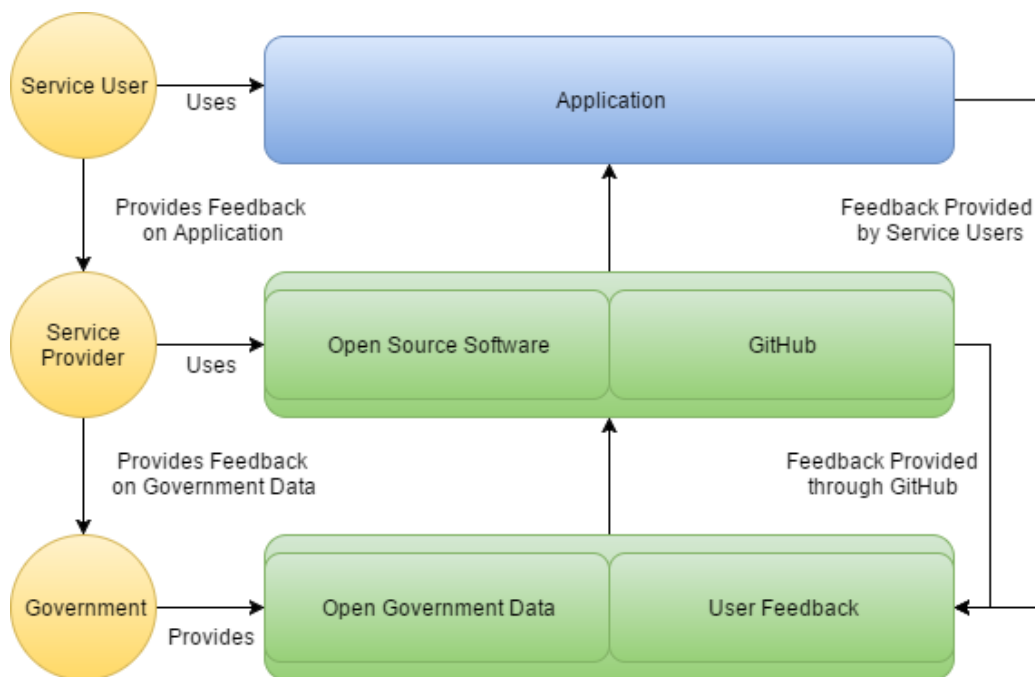 Service User
Uses
Application
Provides Feedback
on Application
Feedback Provided
by Service Users
Service
Provider
Uses
Open Source Software
GitHub
Provides Feedback
on Government Data
Feedback Provided
through GitHub
Government
Provides
Open Government Data
User Feedback